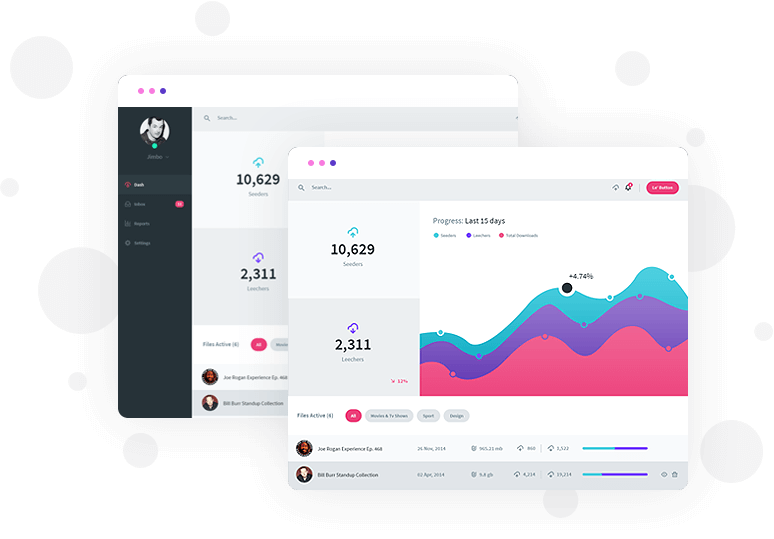 Search...
Jimbo
Dash
Inbox
Reports
Settings
10,629
Seeders
2,311
Leechers
Files Active (6)
All
Movies &
Joe Rogan Experience Ep. 468
Bill Burr Standup Collection
Search...
Le' Button
10,629
Seeders
2,311
Leechers
12%
Progress: Last 15 days
Seeders
Leechers
Total Downloads
+4.74%
Files Active (6)
All
Movies & Tv Shows
Sport
Design
Joe Rogan Experience Ep. 468 26 Nov, 2014 965.21 mb 860 3,522
Bill Burr Standup Collection 02 Apr, 2014 9.8 gb 4,214 19,214